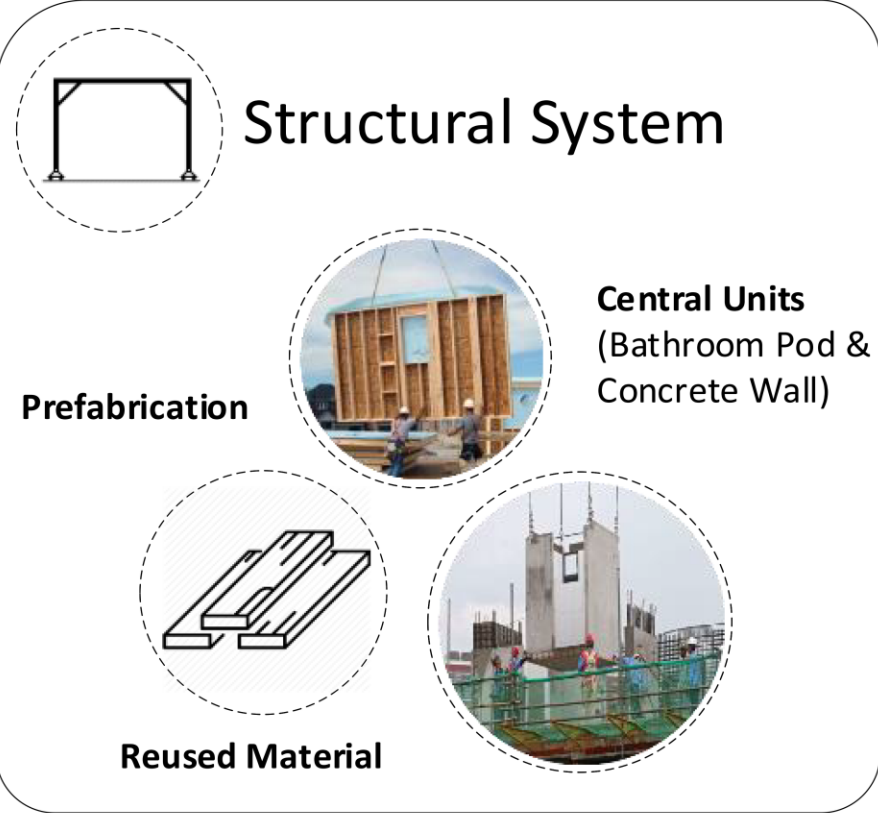 Structural System
Central Units
(Bathroom Pod &
Concrete Wall)
Prefabrication
Reused Material